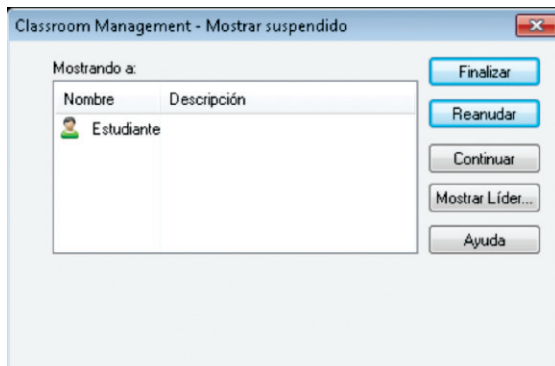 Classroom Management - Mostrar suspendido
Mostrando a:
Nombre Descripción
Estudiante
Finalizar
Reanudar
Continuar
Mostrar Líder...
Ayuda